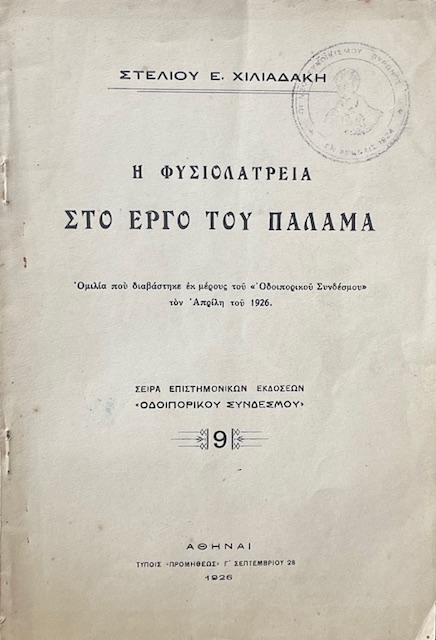 ΣΤΕΛΙΟΥ Ε. ΧΙΛΙΑΔΑΚΗ
Η ΦΥΣΙΟΛΑΤΡΕΙΑ
ΣΤΟ ΕΡΓΟ ΤΟΥ ΠΑΛΑΜΑ
Ὁμιλία ποὺ διαβάστηκε ἐκ μέρους τοῦ «Ὁδοιπορικοῦ Συνδέσμου»
τὸν Ἀπρίλη τοῦ 1926.
ΣΕΙΡΑ ΕΠΙΣΤΗΜΟΝΙΚΩΝ ΕΚΔΟΣΕΩΝ
«ΟΔΟΙΠΟΡΙΚΟΥ ΣΥΝΔΕΣΜΟΥ»
9
ΑΘΗΝΑΙ
ΤΥΠΟΙΣ «ΠΡΟΜΗΘΕΩΣ» Γ΄ ΣΕΠΤΕΜΒΡΙΟΥ 28
1926